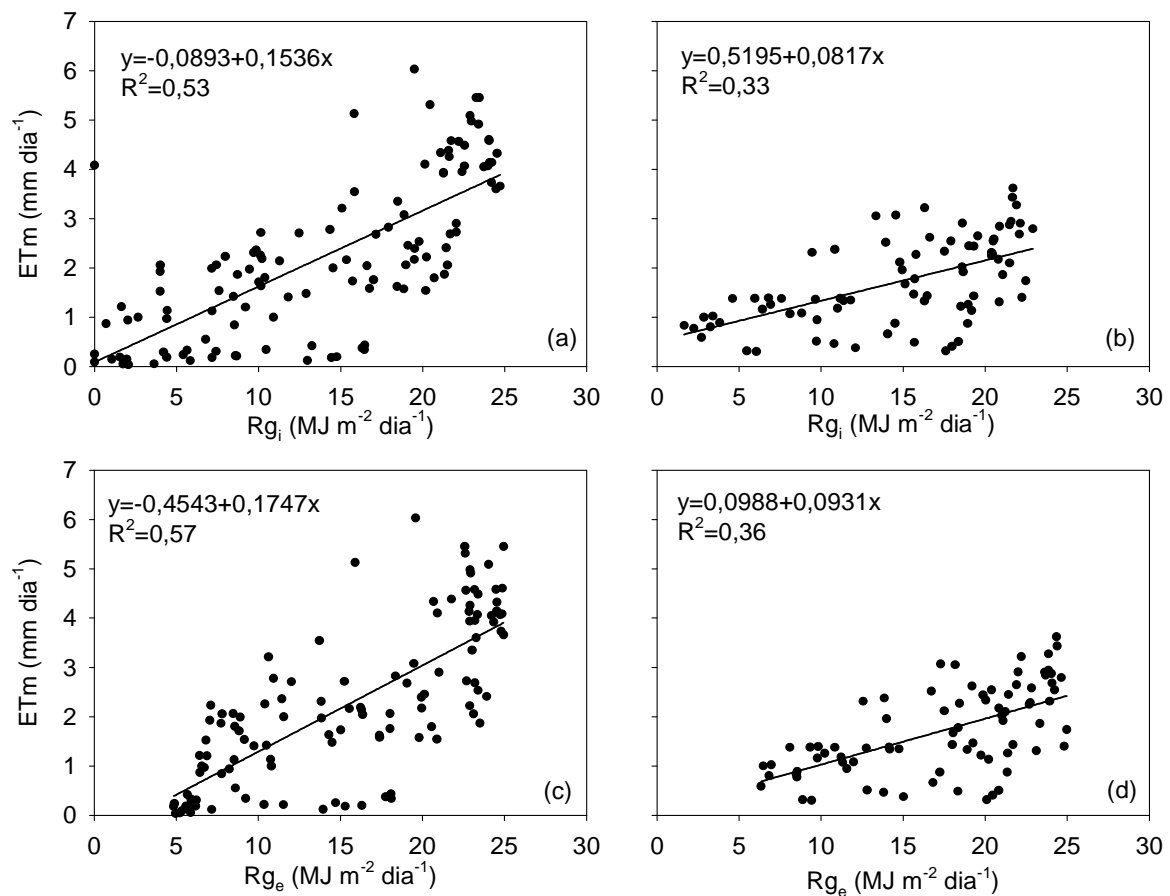 y=-0,0893+0,1536x
R²=0,53
(a)
ETm (mm dia⁻¹)
7
6
5
4
3
2
1
0
0 5 10 15 20 25 30
Rgᵢ (MJ m⁻² dia⁻¹)
y=0,5195+0,0817x
R²=0,33
(b)
0 5 10 15 20 25 30
Rgᵢ (MJ m⁻² dia⁻¹)
y=-0,4543+0,1747x
R²=0,57
(c)
ETm (mm dia⁻¹)
7
6
5
4
3
2
1
0
0 5 10 15 20 25 30
Rgₑ (MJ m⁻² dia⁻¹)
y=0,0988+0,0931x
R²=0,36
(d)
0 5 10 15 20 25 30
Rgₑ (MJ m⁻² dia⁻¹)